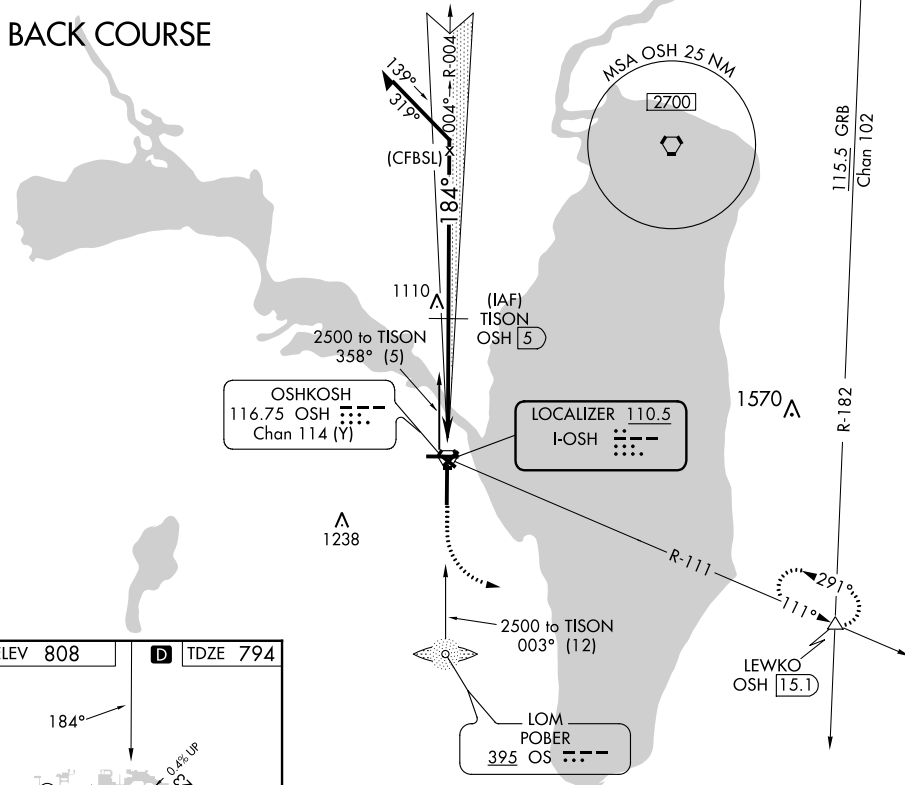 BACK COURSE
139°
319°
004°
R-004
(CFBSL)
184°
MSA OSH 25 NM
2700
115.5 GRB
Chan 102
1110
(IAF)
TISON
OSH 5
2500 to TISON
358° (5)
OSHKOSH
116.75 OSH
Chan 114 (Y)
LOCALIZER 110.5
I-OSH
1570
R-182
1238
R-111
111°
291°
2500 to TISON
003° (12)
LEWKO
OSH 15.1
LOM
POBER
395 OS
ELEV 808
D
TDZE 794
184°
0.4% UP